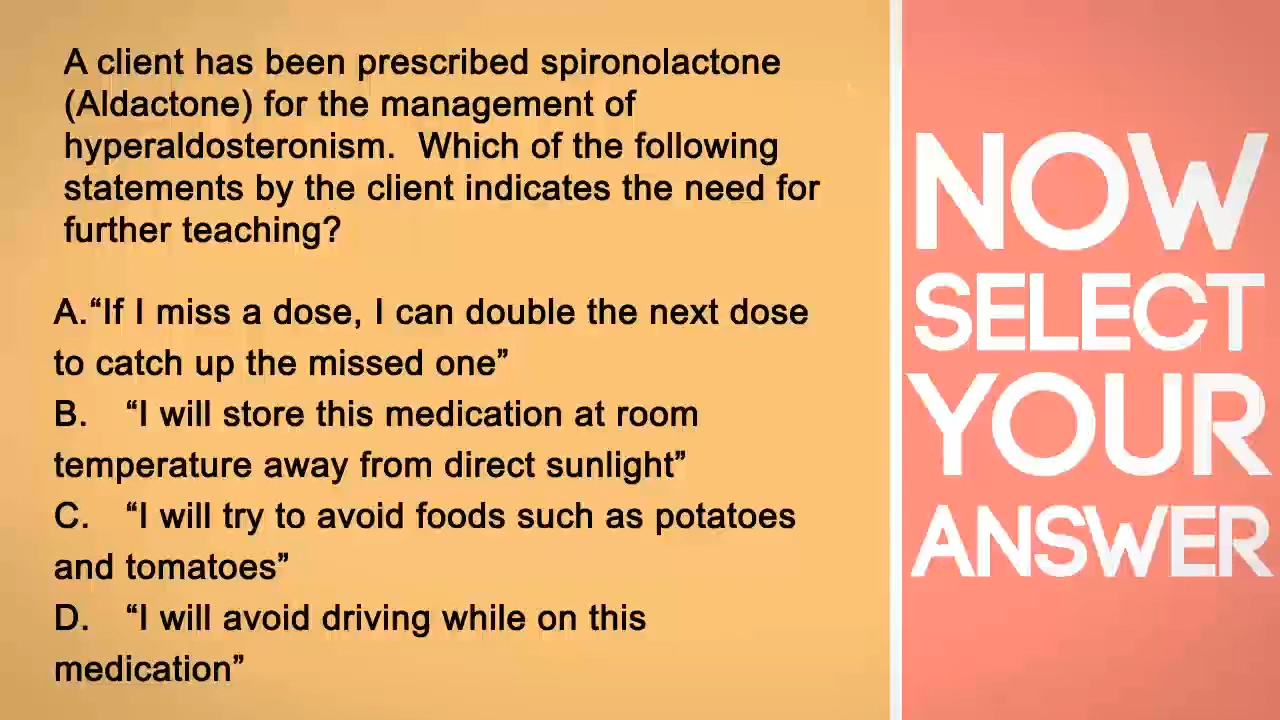 A client has been prescribed spironolactone
(Aldactone) for the management of
hyperaldosteronism.  Which of the following
statements by the client indicates the need for
further teaching?
A.“If I miss a dose, I can double the next dose
to catch up the missed one”
B.    “I will store this medication at room
temperature away from direct sunlight”
C.    “I will try to avoid foods such as potatoes
and tomatoes”
D.    “I will avoid driving while on this
medication”
NOW
SELECT
YOUR
ANSWER